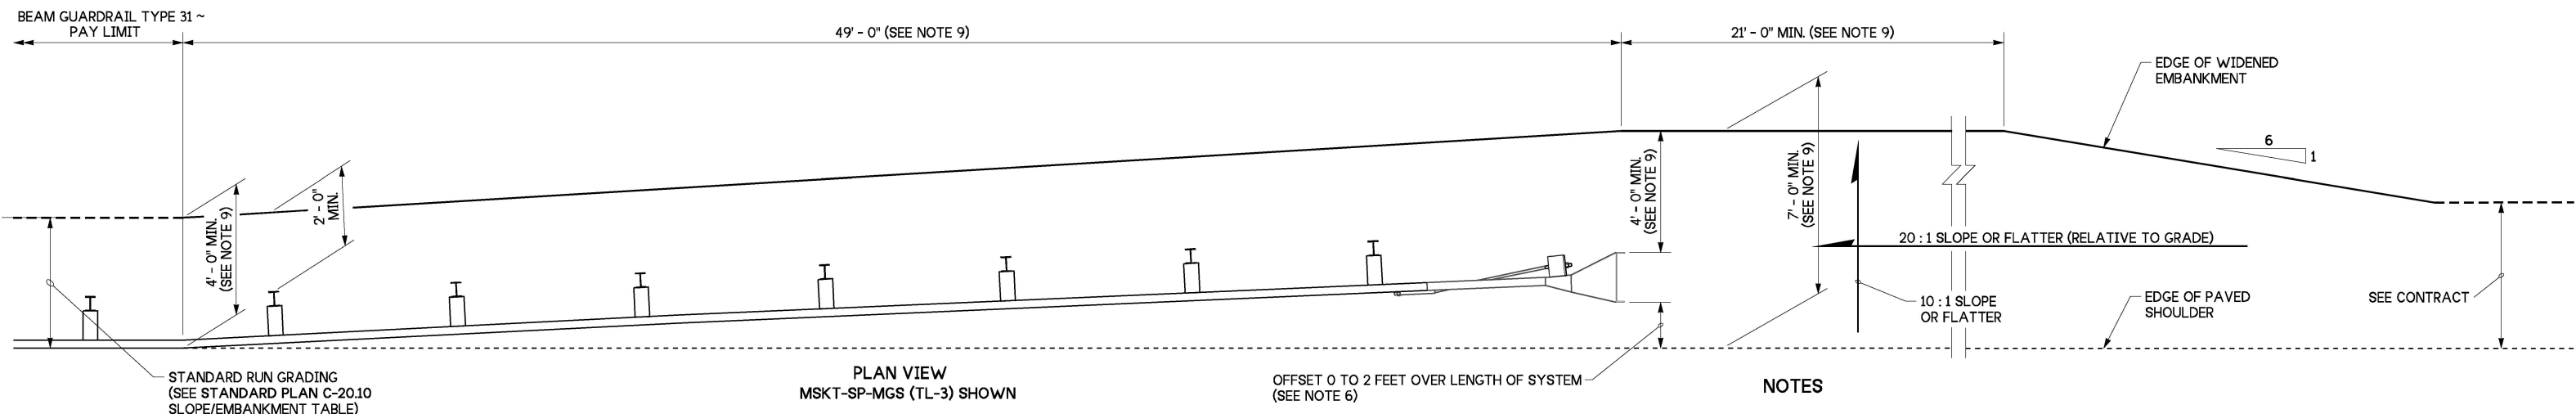 BEAM GUARDRAIL TYPE 31 ~
PAY LIMIT
49' - 0" (SEE NOTE 9)
21' - 0" MIN. (SEE NOTE 9)
EDGE OF WIDENED
EMBANKMENT
6
1
4' - 0" MIN.
(SEE NOTE 9)
2' - 0"
MIN.
4' - 0" MIN.
(SEE NOTE 9)
7' - 0" MIN.
(SEE NOTE 9)
20 : 1 SLOPE OR FLATTER (RELATIVE TO GRADE)
10 : 1 SLOPE
OR FLATTER
EDGE OF PAVED
SHOULDER
SEE CONTRACT
STANDARD RUN GRADING
(SEE STANDARD PLAN C-20.10
SLOPE/EMBANKMENT TABLE)
PLAN VIEW
MSKT-SP-MGS (TL-3) SHOWN
OFFSET 0 TO 2 FEET OVER LENGTH OF SYSTEM
(SEE NOTE 6)
NOTES